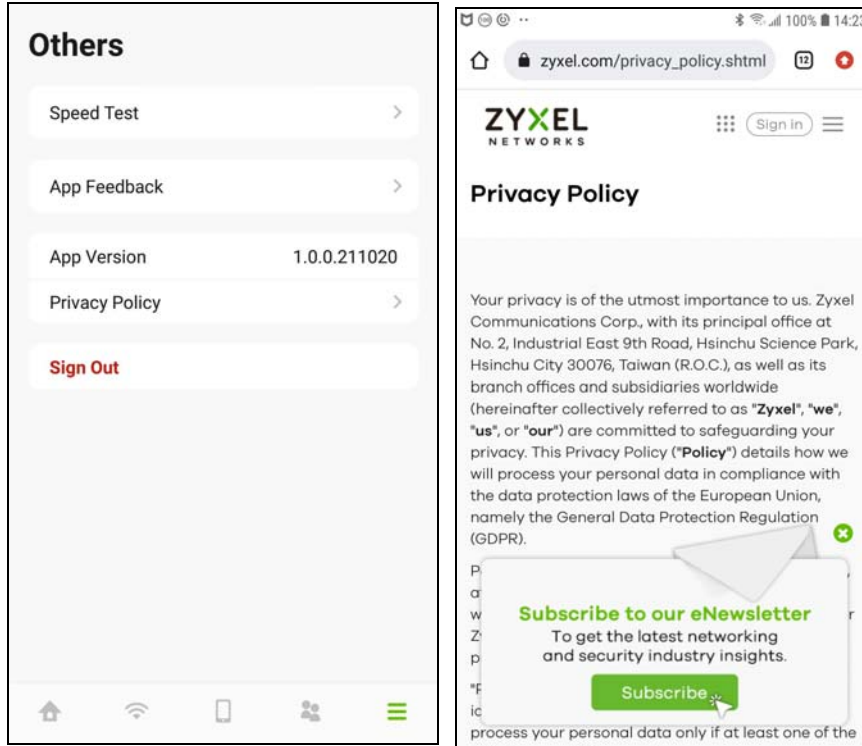 Others
Speed Test
App Feedback
App Version 1.0.0.211020
Privacy Policy
Sign Out
100% 14:23
zyxel.com/privacy_policy.shtml 12
ZYXEL
NETWORKS
Sign in
Privacy Policy
Your privacy is of the utmost importance to us. Zyxel
Communications Corp., with its principal office at
No. 2, Industrial East 9th Road, Hsinchu Science Park,
Hsinchu City 30076, Taiwan (R.O.C.), as well as its
branch offices and subsidiaries worldwide
(hereinafter collectively referred to as "Zyxel", "we",
"us", or "our") are committed to safeguarding your
privacy. This Privacy Policy ("Policy") details how we
will process your personal data in compliance with
the data protection laws of the European Union,
namely the General Data Protection Regulation
(GDPR).
Subscribe to our eNewsletter
To get the latest networking
and security industry insights.
Subscribe
process your personal data only if at least one of the